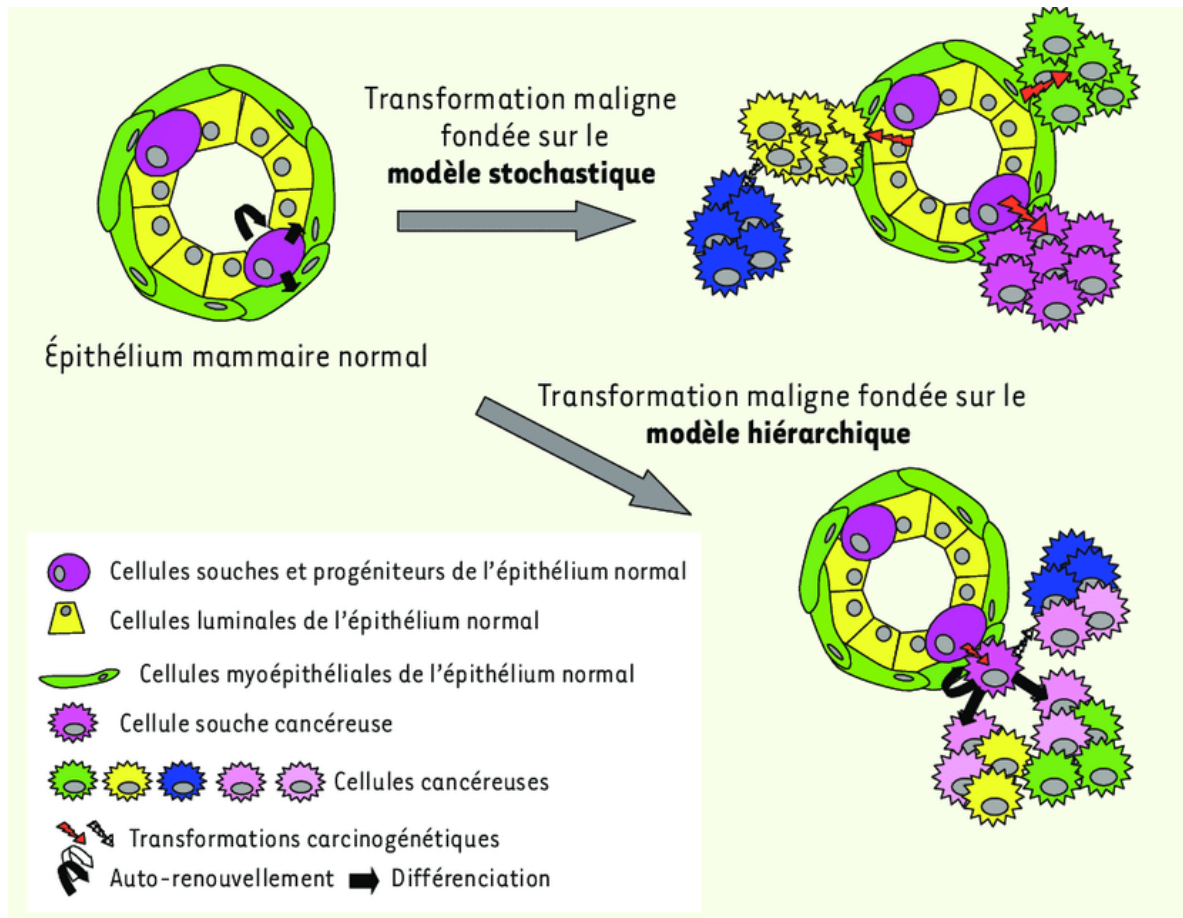 Transformation maligne
fondée sur le
modèle stochastique
Épithélium mammaire normal
Transformation maligne fondée sur le
modèle hiérarchique
Cellules souches et progéniteurs de l'épithélium normal
Cellules luminales de l'épithélium normal
Cellules myoépithéliales de l'épithélium normal
Cellule souche cancéreuse
Cellules cancéreuses
Transformations carcinogénétiques
Auto-renouvellement Différenciation